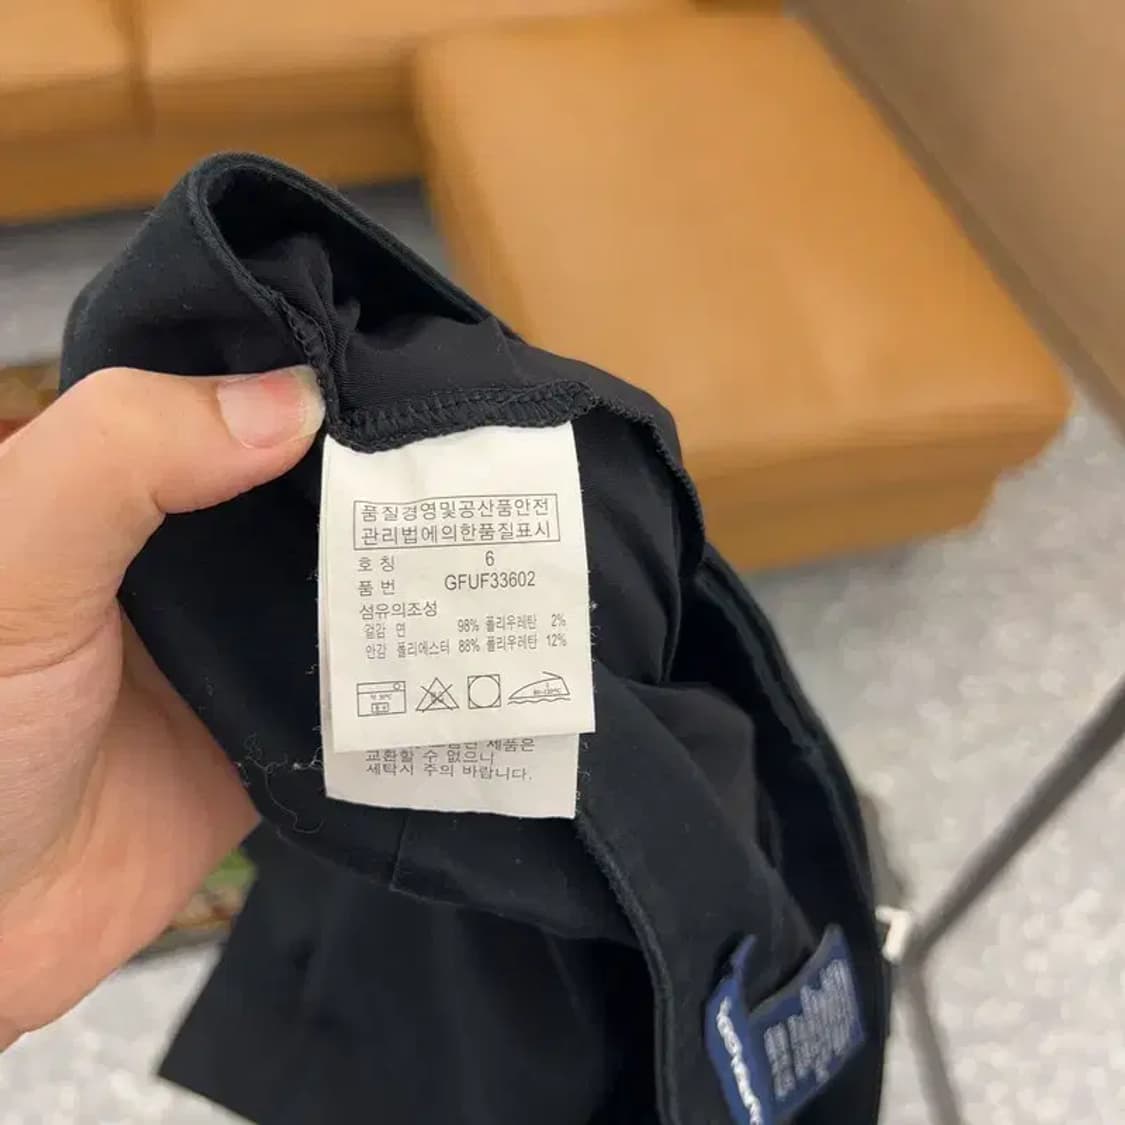 품질경영및공산품안전
관리법에의한품질표시
호 칭 6
품 번 GFUF33602
섬유의조성
겉감 면 98% 폴리우레탄 2%
안감 폴리에스터 88% 폴리우레탄 12%
제품은
교환할 수 없으니
세탁시 주의 바랍니다.